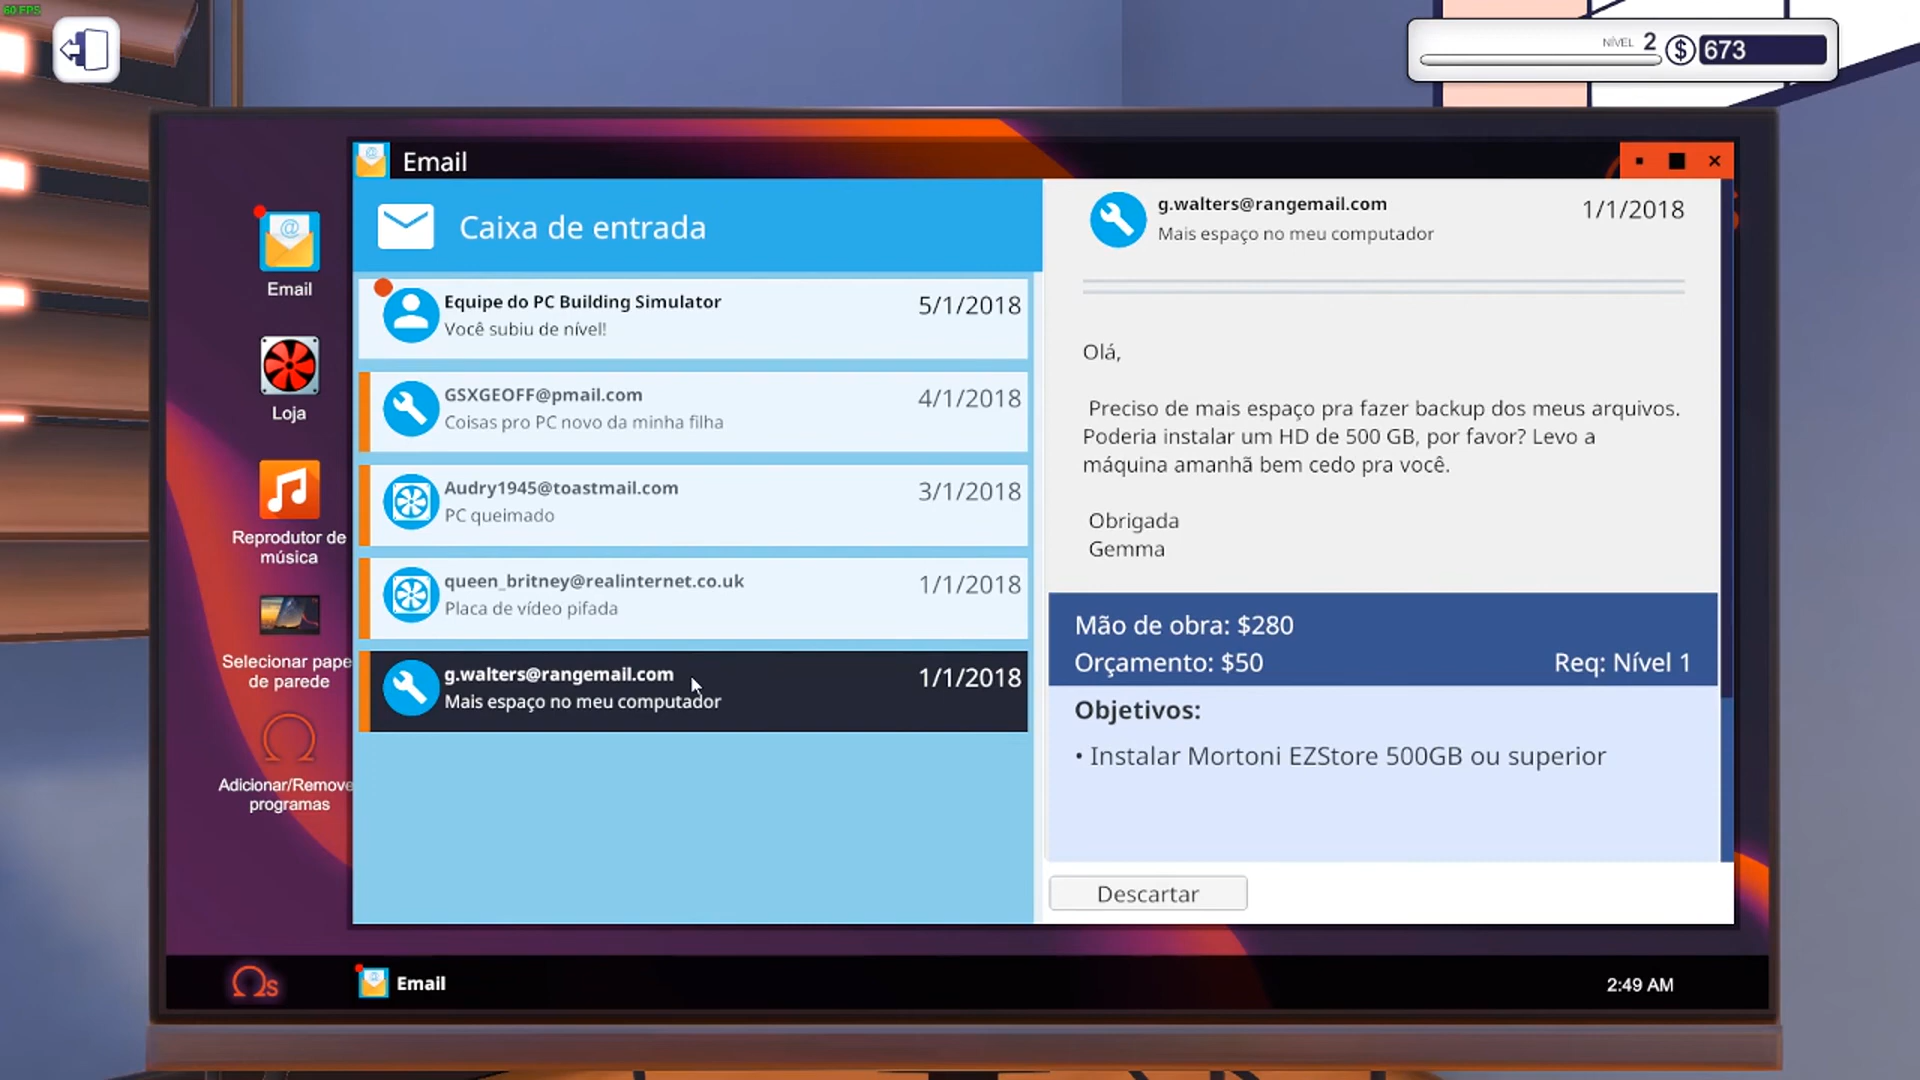 60 FPS
NÍVEL 2 $ 673
Email
Email
Loja
Reprodutor de
música
Selecionar pape
de parede
Adicionar/Remove
programas
Caixa de entrada
Equipe do PC Building Simulator 5/1/2018
Você subiu de nível!
GSXGEOFF@pmail.com 4/1/2018
Coisas pro PC novo da minha filha
Audry1945@toastmail.com 3/1/2018
PC queimado
queen_britney@realinternet.co.uk 1/1/2018
Placa de vídeo pifada
g.walters@rangemail.com 1/1/2018
Mais espaço no meu computador
g.walters@rangemail.com 1/1/2018
Mais espaço no meu computador
Olá,
Preciso de mais espaço pra fazer backup dos meus arquivos.
Poderia instalar um HD de 500 GB, por favor? Levo a
máquina amanhã bem cedo pra você.
Obrigada
Gemma
Mão de obra: $280
Orçamento: $50 Req: Nível 1
Objetivos:
• Instalar Mortoni EZStore 500GB ou superior
Descartar
Ωs Email 2:49 AM